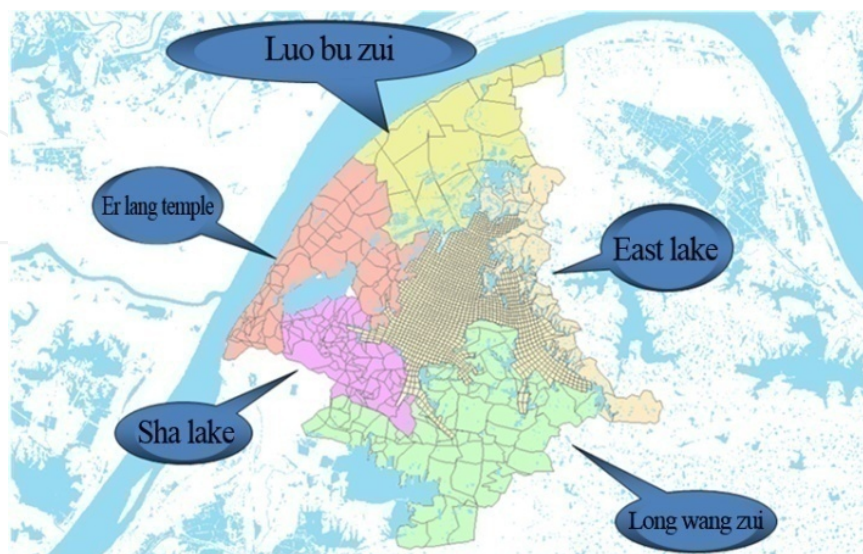 Luo bu zui
Er lang temple
East lake
Sha lake
Long wang zui